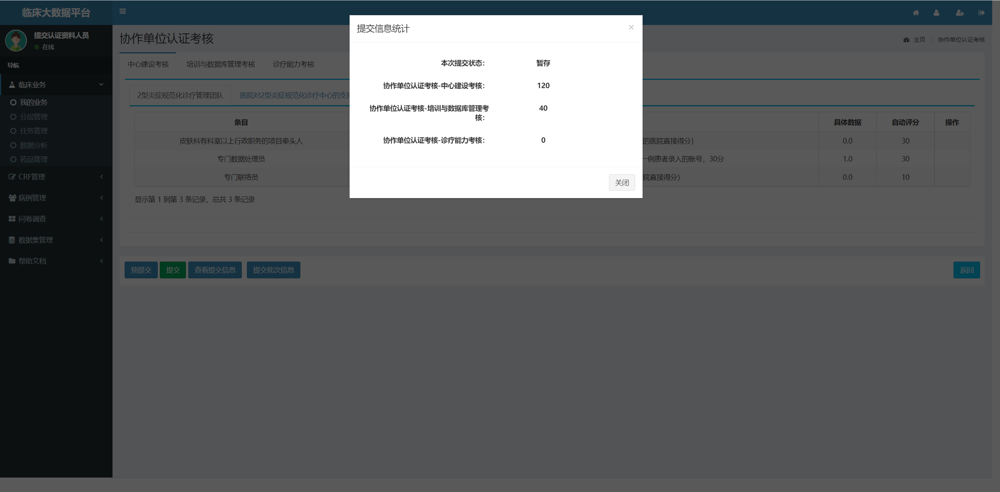 临床大数据平台
提交认证资料人员
在线
导航
临床业务
我的业务
分层管理
任务管理
数据分析
药品管理
CRF管理
病例管理
问卷调查
数据集管理
帮助文档
协作单位认证考核
主页 > 协作单位认证考核
中心建设考核 培训与数据库管理考核 诊疗能力考核
2型炎症规范化诊疗管理团队 医院对2型炎症规范化诊疗中心的支
条目 具体数据 自动评分 操作
皮肤科有科室以上行政职务的项目牵头人 的医院直接得分） 0.0 30
专门数据处理员 一例患者录入的账号，30分 1.0 30
专门联络员 院直接得分） 0.0 10
显示第 1 到第 3 条记录，总共 3 条记录
预提交 提交 查看提交信息 提交批次信息 返回
提交信息统计 ×
本次提交状态： 暂存
协作单位认证考核-中心建设考核： 120
协作单位认证考核-培训与数据库管理考 40
核：
协作单位认证考核-诊疗能力考核： 0
关闭